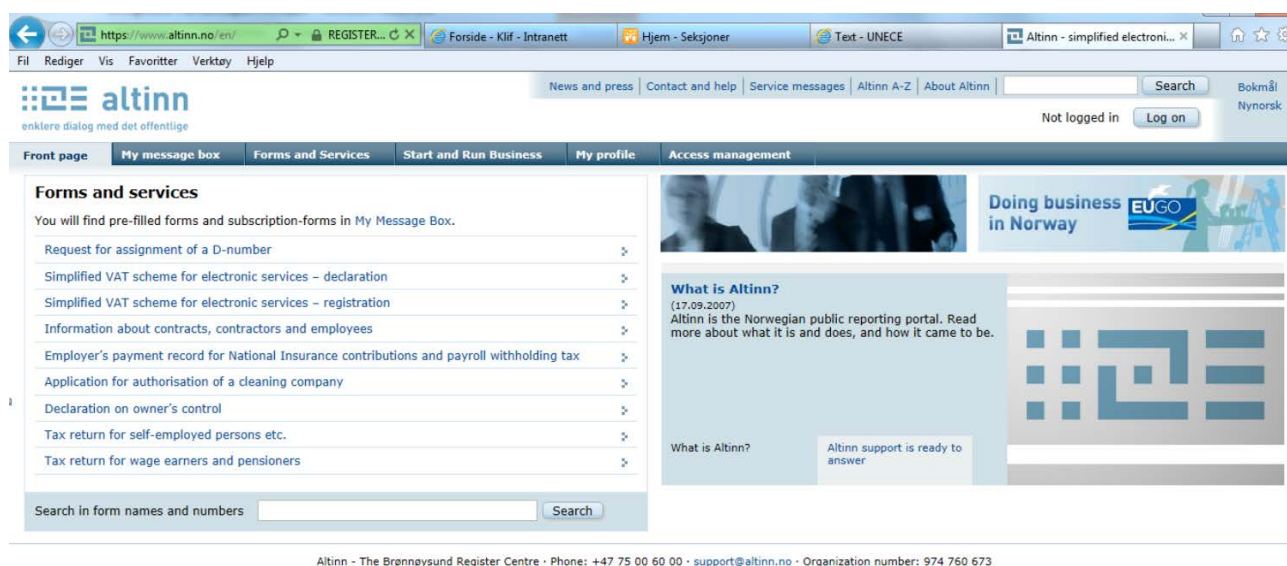 https://www.altinn.no/en/ REGISTER... Forside - Klif - Intranett Hjem - Seksjoner Text - UNECE Altinn - simplified electroni...
Fil Rediger Vis Favoritter Verktøy Hjelp
News and press Contact and help Service messages Altinn A-Z About Altinn Search Bokmål
altinn
Nynorsk
enklere dialog med det offentlige
Not logged in Log on
Front page My message box Forms and Services Start and Run Business My profile Access management
Forms and services
You will find pre-filled forms and subscription-forms in My Message Box.
Request for assignment of a D-number
Simplified VAT scheme for electronic services – declaration
Simplified VAT scheme for electronic services – registration
Information about contracts, contractors and employees
Employer's payment record for National Insurance contributions and payroll withholding tax
Application for authorisation of a cleaning company
Declaration on owner's control
Tax return for self-employed persons etc.
Tax return for wage earners and pensioners
Search in form names and numbers Search
Doing business
in Norway
EUGO
What is Altinn?
(17.09.2007)
Altinn is the Norwegian public reporting portal. Read
more about what it is and does, and how it came to be.
What is Altinn?
Altinn support is ready to
answer
Altinn - The Brønnøysund Register Centre · Phone: +47 75 00 60 00 · support@altinn.no · Organization number: 974 760 673